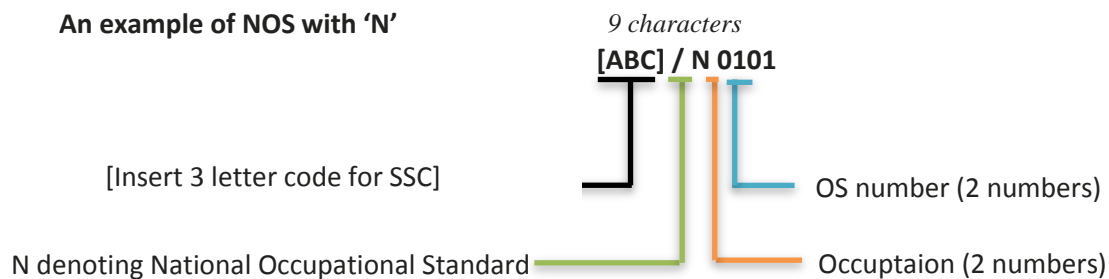 An example of NOS with ‘N’
9 characters
[ABC] / N 0101
[Insert 3 letter code for SSC]
OS number (2 numbers)
N denoting National Occupational Standard
Occuptaion (2 numbers)